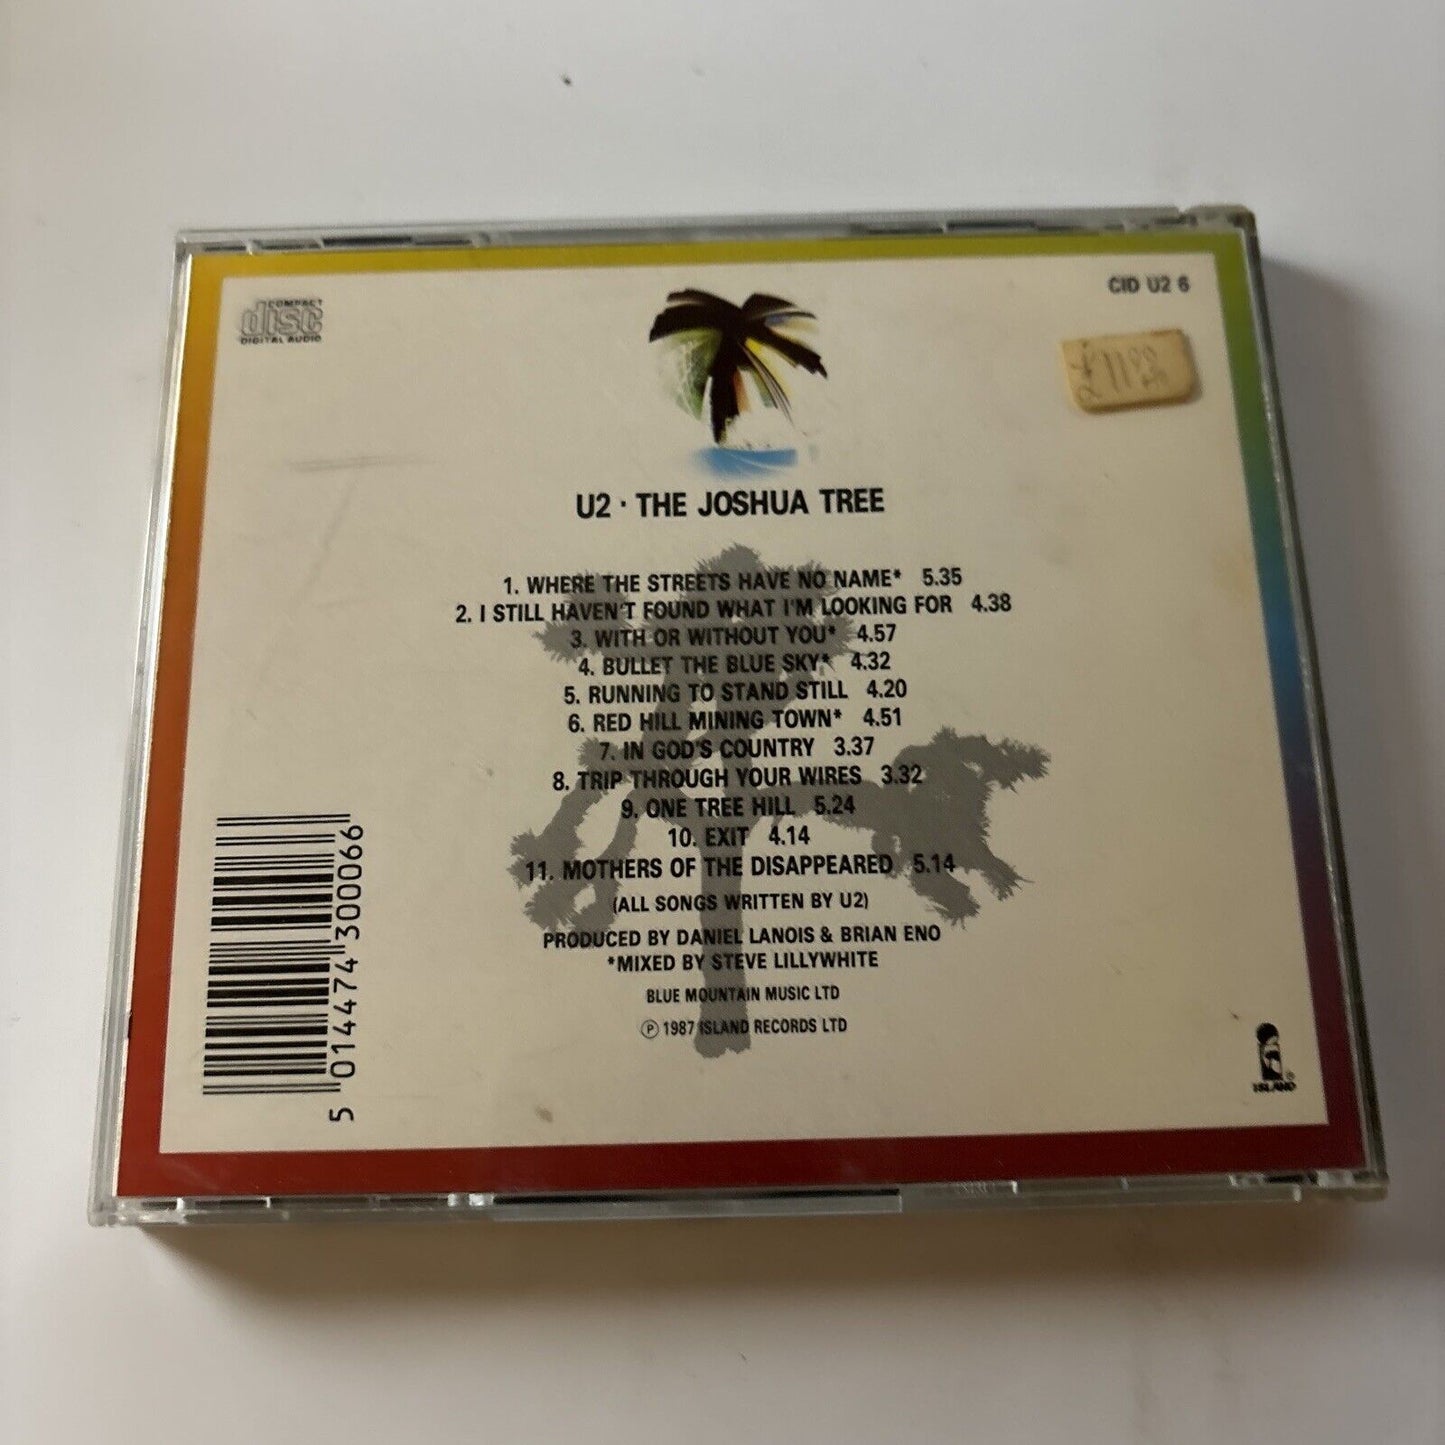 COMPACT
disc
DIGITAL AUDIO
CID U2 6
11.00
U2 · THE JOSHUA TREE
1. WHERE THE STREETS HAVE NO NAME* 5.35
2. I STILL HAVEN'T FOUND WHAT I'M LOOKING FOR 4.38
3. WITH OR WITHOUT YOU* 4.57
4. BULLET THE BLUE SKY* 4.32
5. RUNNING TO STAND STILL 4.20
6. RED HILL MINING TOWN* 4.51
7. IN GOD'S COUNTRY 3.37
8. TRIP THROUGH YOUR WIRES 3.32
9. ONE TREE HILL 5.24
10. EXIT 4.14
11. MOTHERS OF THE DISAPPEARED 5.14
(ALL SONGS WRITTEN BY U2)
PRODUCED BY DANIEL LANOIS & BRIAN ENO
*MIXED BY STEVE LILLYWHITE
BLUE MOUNTAIN MUSIC LTD
Ⓟ 1987 ISLAND RECORDS LTD
5 014474 300066
ISLAND®